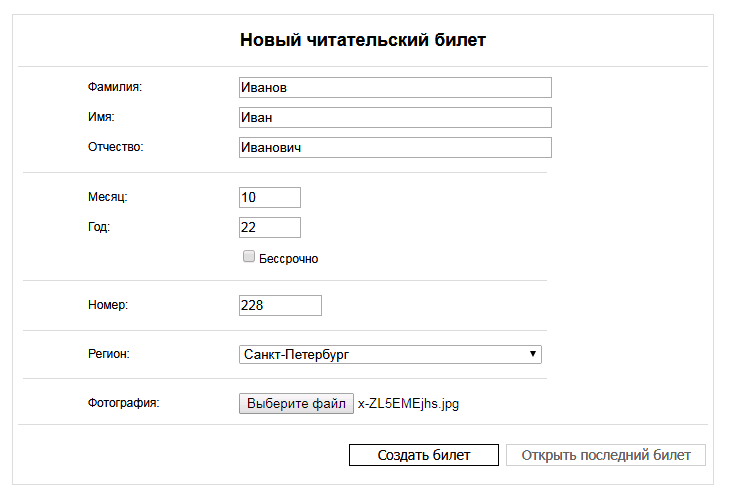 Новый читательский билет
Фамилия: Иванов
Имя: Иван
Отчество: Иванович
Месяц: 10
Год: 22
Бессрочно
Номер: 228
Регион: Санкт-Петербург
Фотография: Выберите файл x-ZL5EMEjhs.jpg
Создать билет Открыть последний билет